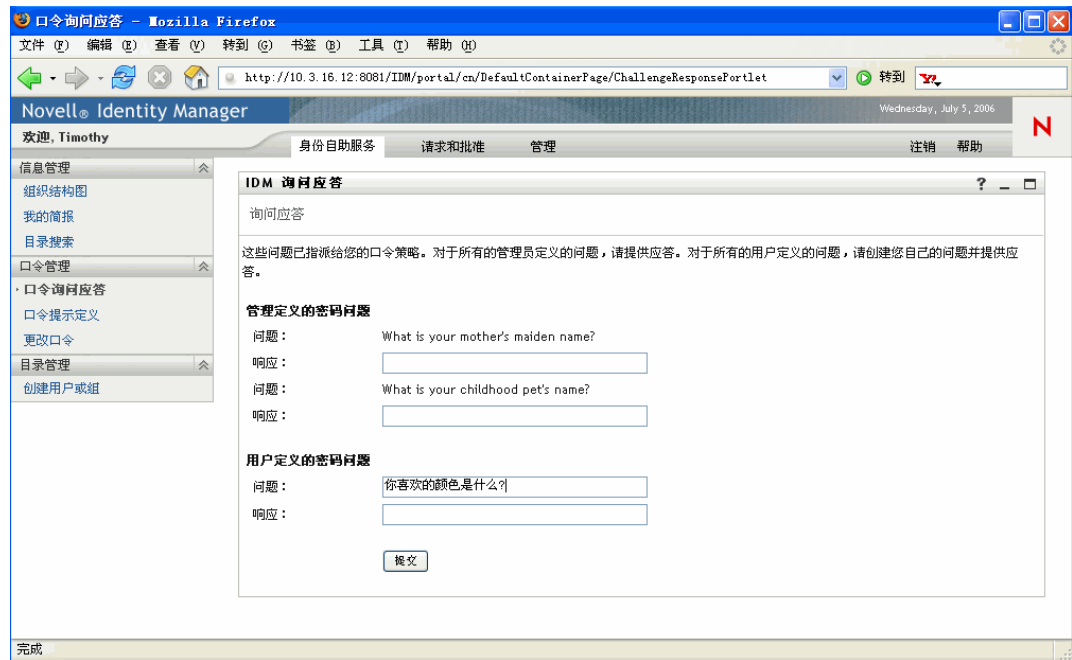 口令询问应答 - Mozilla Firefox
文件 (F) 编辑 (E) 查看 (V) 转到 (G) 书签 (B) 工具 (T) 帮助 (H)
http://10.3.16.12:8081/IDM/portal/cn/DefaultContainerPage/ChallengeResponsePortlet 转到
Novell® Identity Manager Wednesday, July 5, 2006
N
欢迎, Timothy
身份自助服务 请求和批准 管理 注销 帮助
信息管理
组织结构图
我的简报
目录搜索
口令管理
口令询问应答
口令提示定义
更改口令
目录管理
创建用户或组
IDM 询问应答 ?
询问应答
这些问题已指派给您的口令策略。对于所有的管理员定义的问题，请提供应答。对于所有的用户定义的问题，请创建您自己的问题并提供应
答。
管理定义的密码问题
问题： What is your mother's maiden name?
响应：
问题： What is your childhood pet's name?
响应：
用户定义的密码问题
问题： 你喜欢的颜色是什么?
响应：
提交
完成